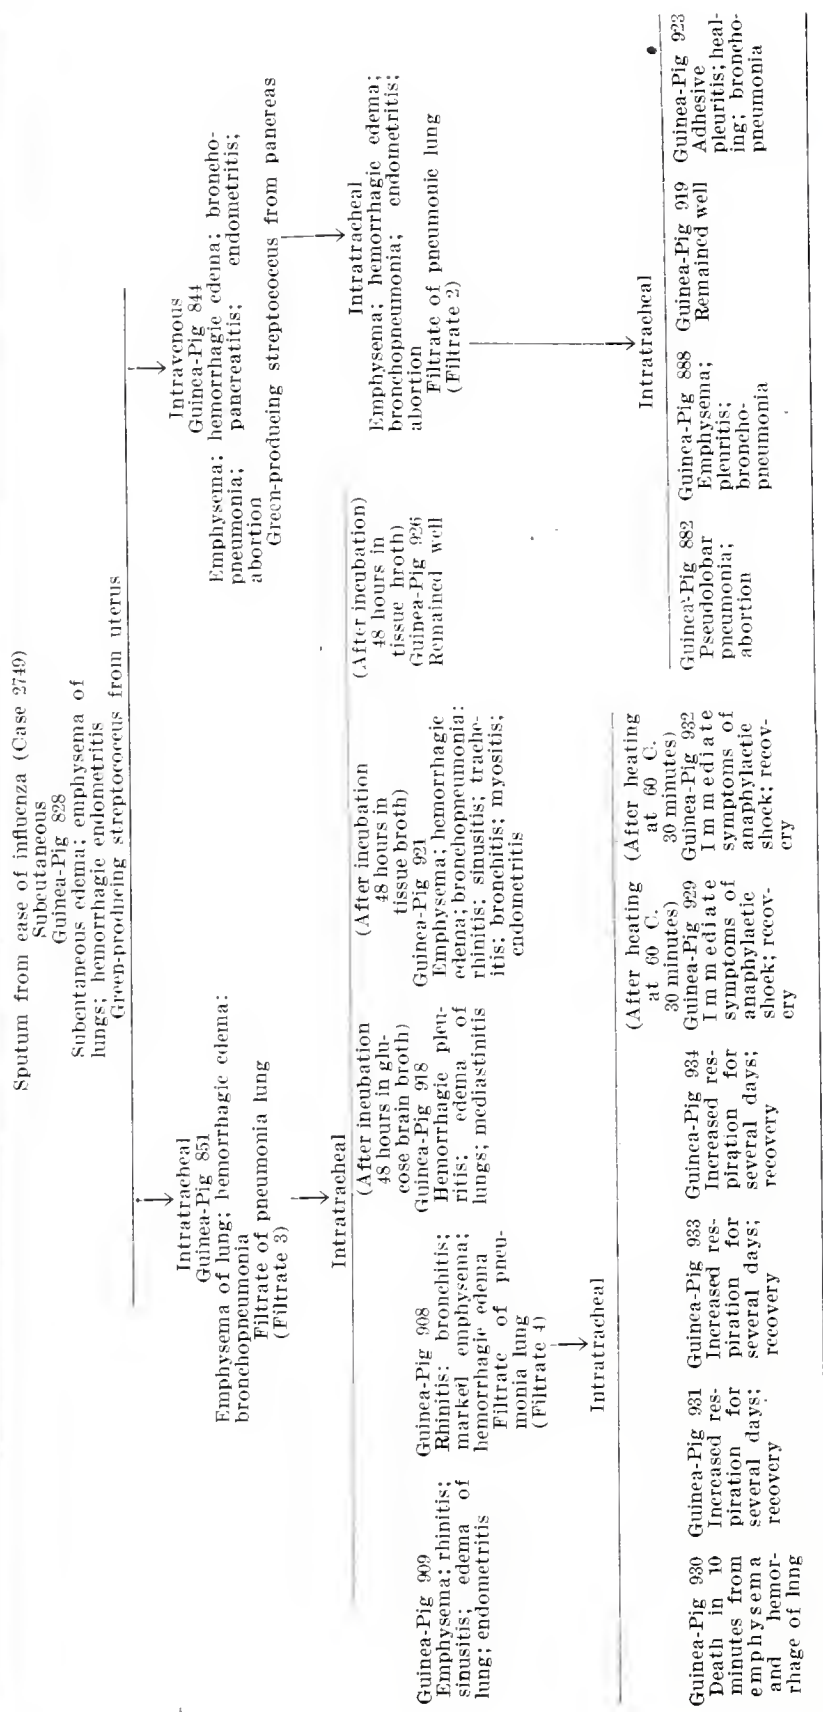 Sputum from case of influenza (Case 2749)
Subcutaneous
Guinea-Pig 828
Subcutaneous edema; emphysema of
lungs; hemorrhagic endometritis
Green-producing streptococcus from uterus
Intratracheal
Guinea-Pig 851
Emphysema of lung; hemorrhagic edema:
bronchopneumonia
Filtrate of pneumonia lung
(Filtrate 3)
Intravenous
Guinea-Pig 844
Emphysema; hemorrhagic edema; broncho-
pneumonia; pancreatitis; endometritis;
abortion
Green-producing streptococcus from pancreas
Intratracheal
Guinea-Pig 909
Emphysema; rhinitis;
sinusitis; edema of
lung; endometritis
Guinea-Pig 908
Rhinitis: bronchitis;
marked emphysema;
hemorrhagic edema
Filtrate of pneu-
monia lung
(Filtrate 4)
(After incubation
48 hours in glu-
cose brain broth)
Guinea-Pig 918
Hemorrhagic pleu-
ritis; edema of
lungs; mediastinitis
(After incubation
48 hours in
tissue broth)
Guinea-Pig 921
Emphysema; hemorrhagic
edema; bronchopneumonia:
rhinitis; sinusitis; trache-
itis; bronchitis; myositis;
endometritis
(After incubation)
48 hours in
tissue broth)
Guinea-Pig 926
Remained well
Intratracheal
Emphysema; hemorrhagic edema;
bronchopneumonia; endometritis;
abortion
Filtrate of pneumonic lung
(Filtrate 2)
Intratracheal
Guinea-Pig 930
Death in 10
minutes from
emphysema
and hemor-
rhage of lung
Guinea-Pig 931
Increased res-
piration for
several days;
recovery
Guinea-Pig 933
Increased res-
piration for
several days;
recovery
Guinea-Pig 934
Increased res-
piration for
several days;
recovery
(After heating
at 60 C.
30 minutes)
Guinea-Pig 929
Immediate
symptoms of
anaphylactic
shock; recov-
ery
(After heating
at 60 C.
30 minutes)
Guinea-Pig 932
Immediate
symptoms of
anaphylactic
shock; recov-
ery
Intratracheal
Guinea-Pig 882
Pseudolobar
pneumonia;
abortion
Guinea-Pig 888
Emphysema;
pleuritis;
broncho-
pneumonia
Guinea-Pig 919
Remained well
Guinea-Pig 923
Adhesive
pleuritis; heal-
ing; broncho-
pneumonia